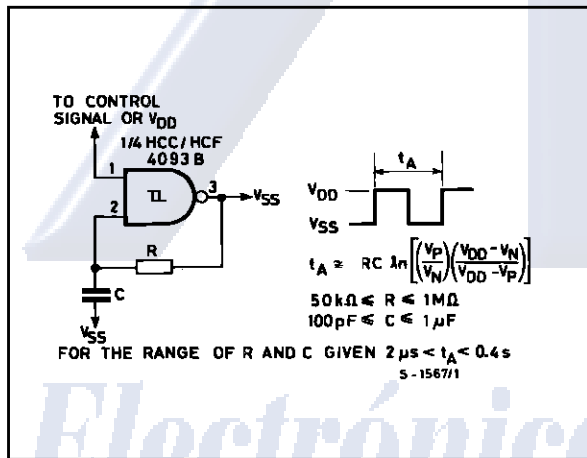 TO CONTROL
SIGNAL OR VDD
1/4 HCC/HCF
4093B
1
2
3
VSS
R
C
VSS
tA
VDD
VSS
tA ≅ RC ln[(VP/VN)(VDD-VN/VDD-VP)]
50kΩ ≤ R ≤ 1MΩ
100pF ≤ C ≤ 1µF
FOR THE RANGE OF R AND C GIVEN 2µs < tA < 0.4s
S-1567/1
Electrónica